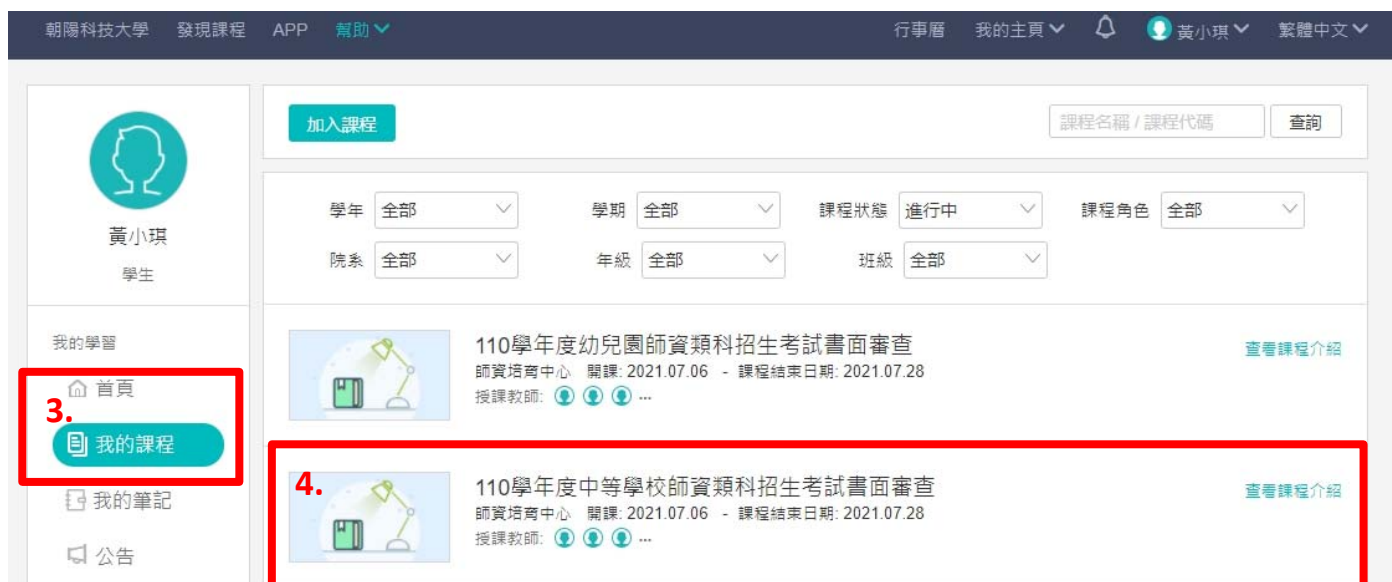 朝陽科技大學 發現課程 APP 幫助 行事曆 我的主頁 黃小琪 繁體中文
黃小琪
學生
我的學習
首頁
3.
我的課程
我的筆記
公告
加入課程 課程名稱 / 課程代碼 查詢
學年 全部 學期 全部 課程狀態 進行中 課程角色 全部
院系 全部 年級 全部 班級 全部
110學年度幼兒園師資類科招生考試書面審查 查看課程介紹
師資培育中心 開課: 2021.07.06 - 課程結束日期: 2021.07.28
授課教師: ...
4.
110學年度中等學校師資類科招生考試書面審查 查看課程介紹
師資培育中心 開課: 2021.07.06 - 課程結束日期: 2021.07.28
授課教師: ...